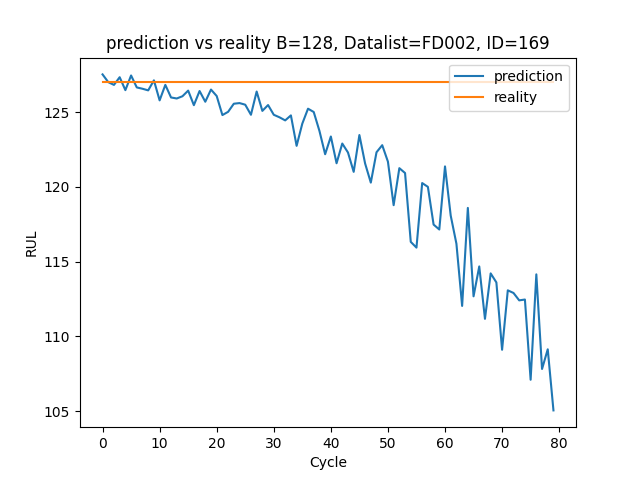 prediction vs reality B=128, Datalist=FD002, ID=169
prediction
reality
RUL
125
120
115
110
105
0 10 20 30 40 50 60 70 80
Cycle